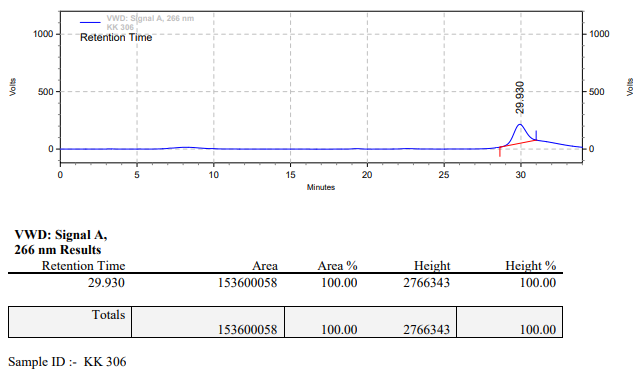 VWD: Signal A, 266 nm
KK 306
Retention Time
1000
500
0
Volts
29.930
1000
500
0
Volts
0 5 10 15 20 25 30
Minutes
VWD: Signal A,
266 nm Results
Retention Time Area Area % Height Height %
29.930 153600058 100.00 2766343 100.00
Totals
153600058 100.00 2766343 100.00
Sample ID :- KK 306